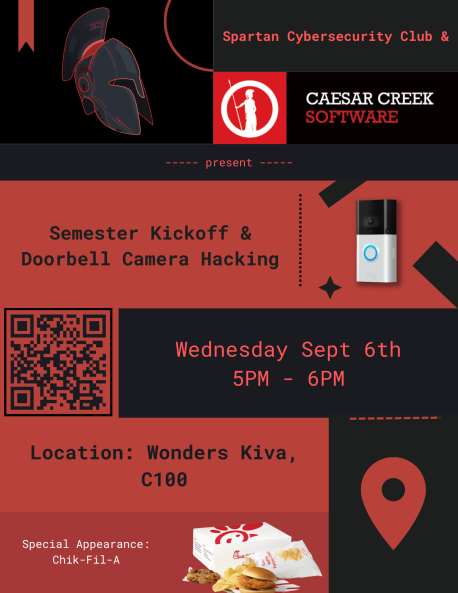 Spartan Cybersecurity Club &
CAESAR CREEK
SOFTWARE
----- present -----
Semester Kickoff &
Doorbell Camera Hacking
Wednesday Sept 6th
5PM - 6PM
Location: Wonders Kiva,
C100
Special Appearance:
Chik-Fil-A